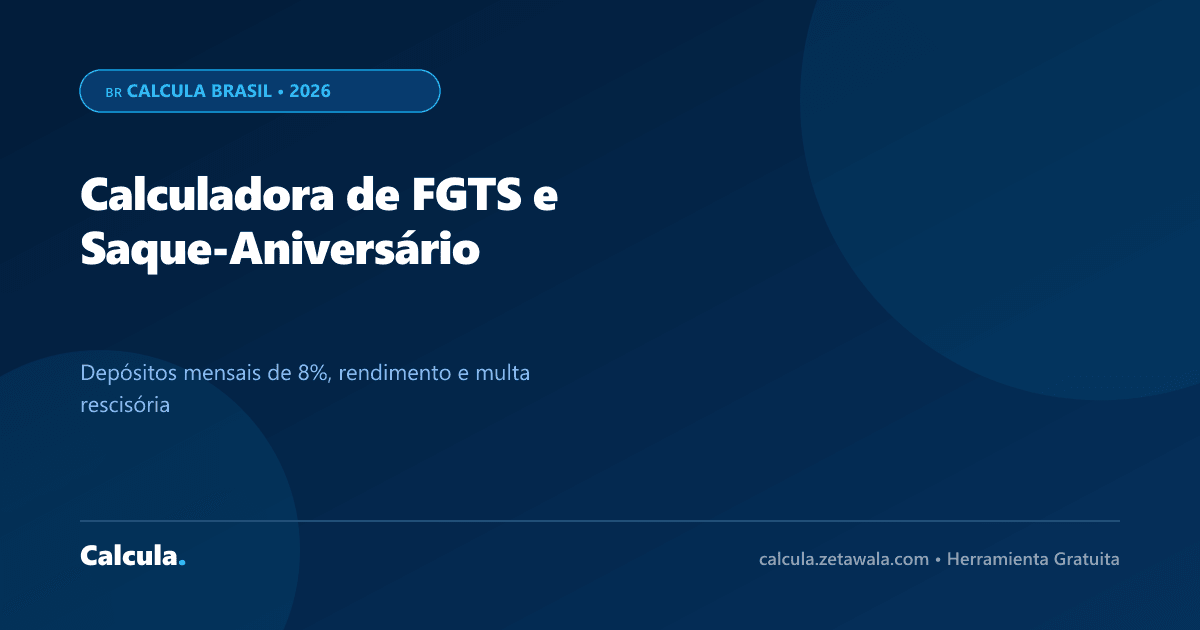 BR CALCULA BRASIL • 2026
Calculadora de FGTS e
Saque-Aniversário
Depósitos mensais de 8%, rendimento e multa
rescisória
Calcula.
calcula.zetawala.com • Herramienta Gratuita